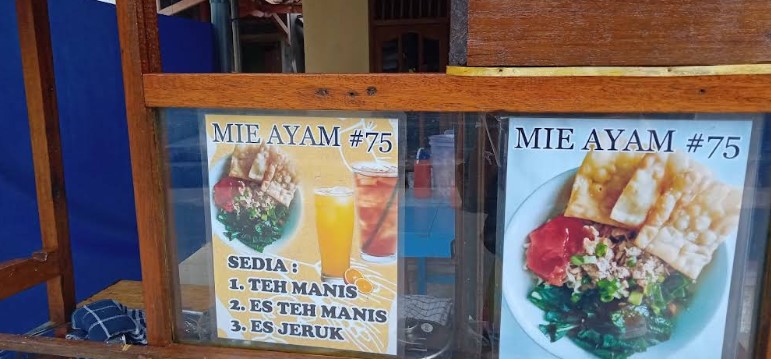 MIE AYAM #75
SEDIA :
1. TEH MANIS
2. ES TEH MANIS
3. ES JERUK
MIE AYAM #75